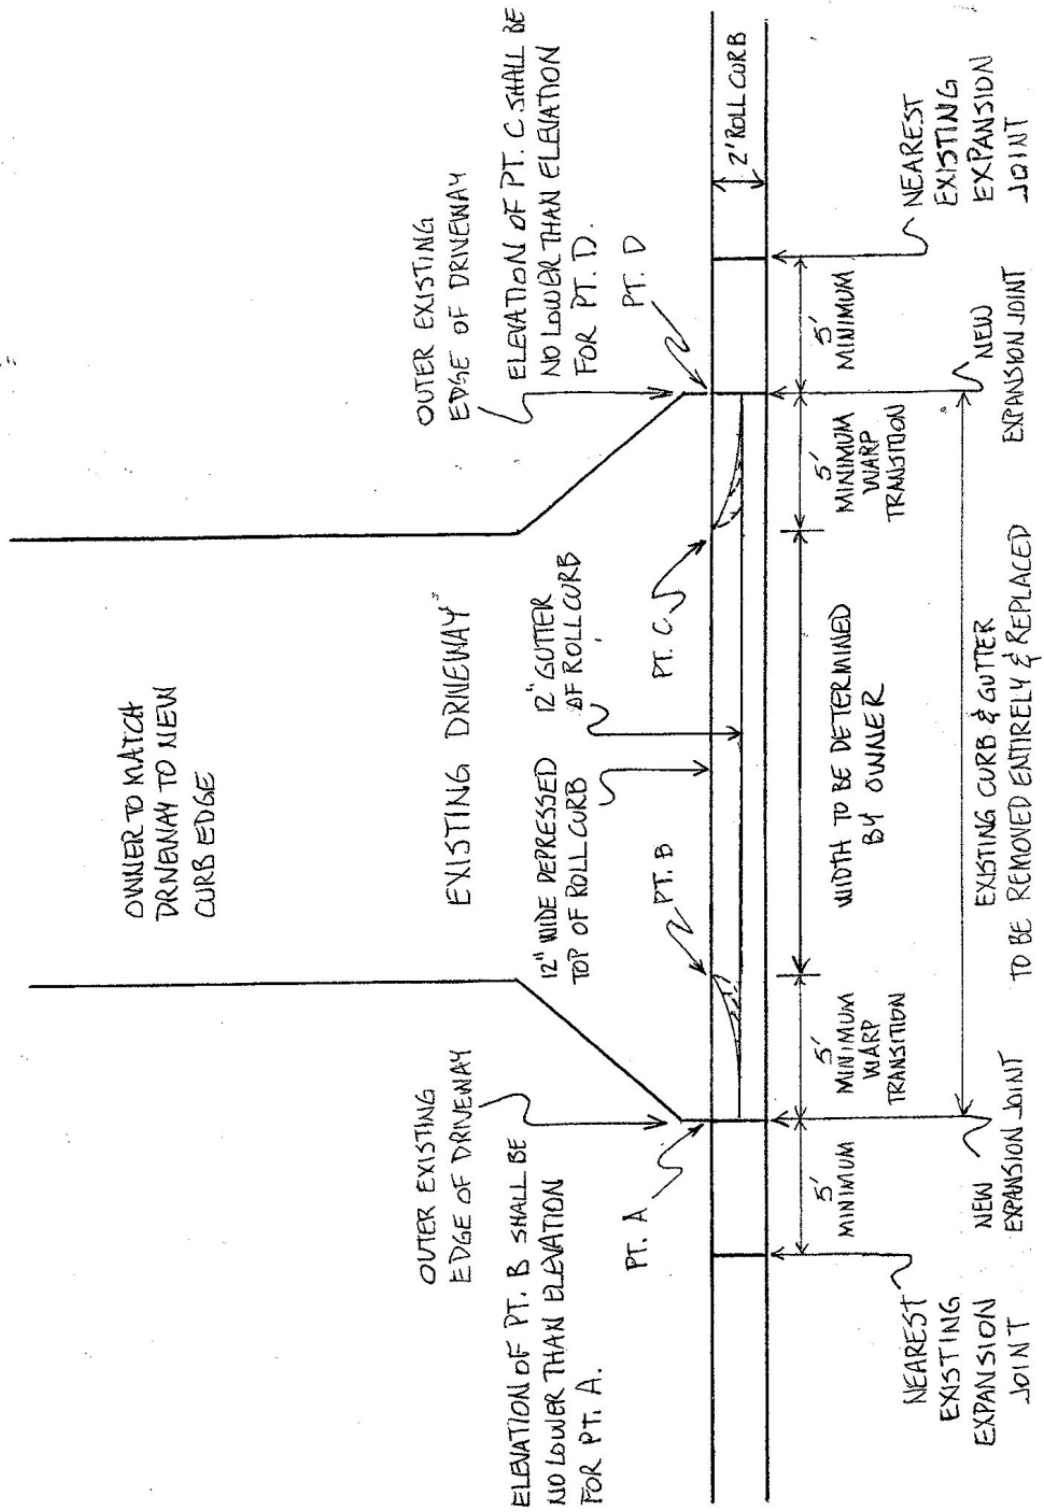 OWNER TO MATCH
DRIVEWAY TO NEW
CURB EDGE
EXISTING DRIVEWAY
OUTER EXISTING
EDGE OF DRIVEWAY
ELEVATION OF PT. B SHALL BE
NO LOWER THAN ELEVATION
FOR PT. A.
OUTER EXISTING
EDGE OF DRIVEWAY
ELEVATION OF PT. C SHALL BE
NO LOWER THAN ELEVATION
FOR PT. D.
12" WIDE DEPRESSED
TOP OF ROLL CURB
12" GUTTER
OF ROLL CURB
PT. A
PT. B
PT. C
PT. D
2' ROLL CURB
5'
MINIMUM
5'
MINIMUM
WARP
TRANSITION
WIDTH TO BE DETERMINED
BY OWNER
5'
MINIMUM
WARP
TRANSITION
5'
MINIMUM
NEAREST
EXISTING
EXPANSION
JOINT
NEW
EXPANSION JOINT
EXISTING CURB & GUTTER
TO BE REMOVED ENTIRELY & REPLACED
NEW
EXPANSION JOINT
NEAREST
EXISTING
EXPANSION
JOINT